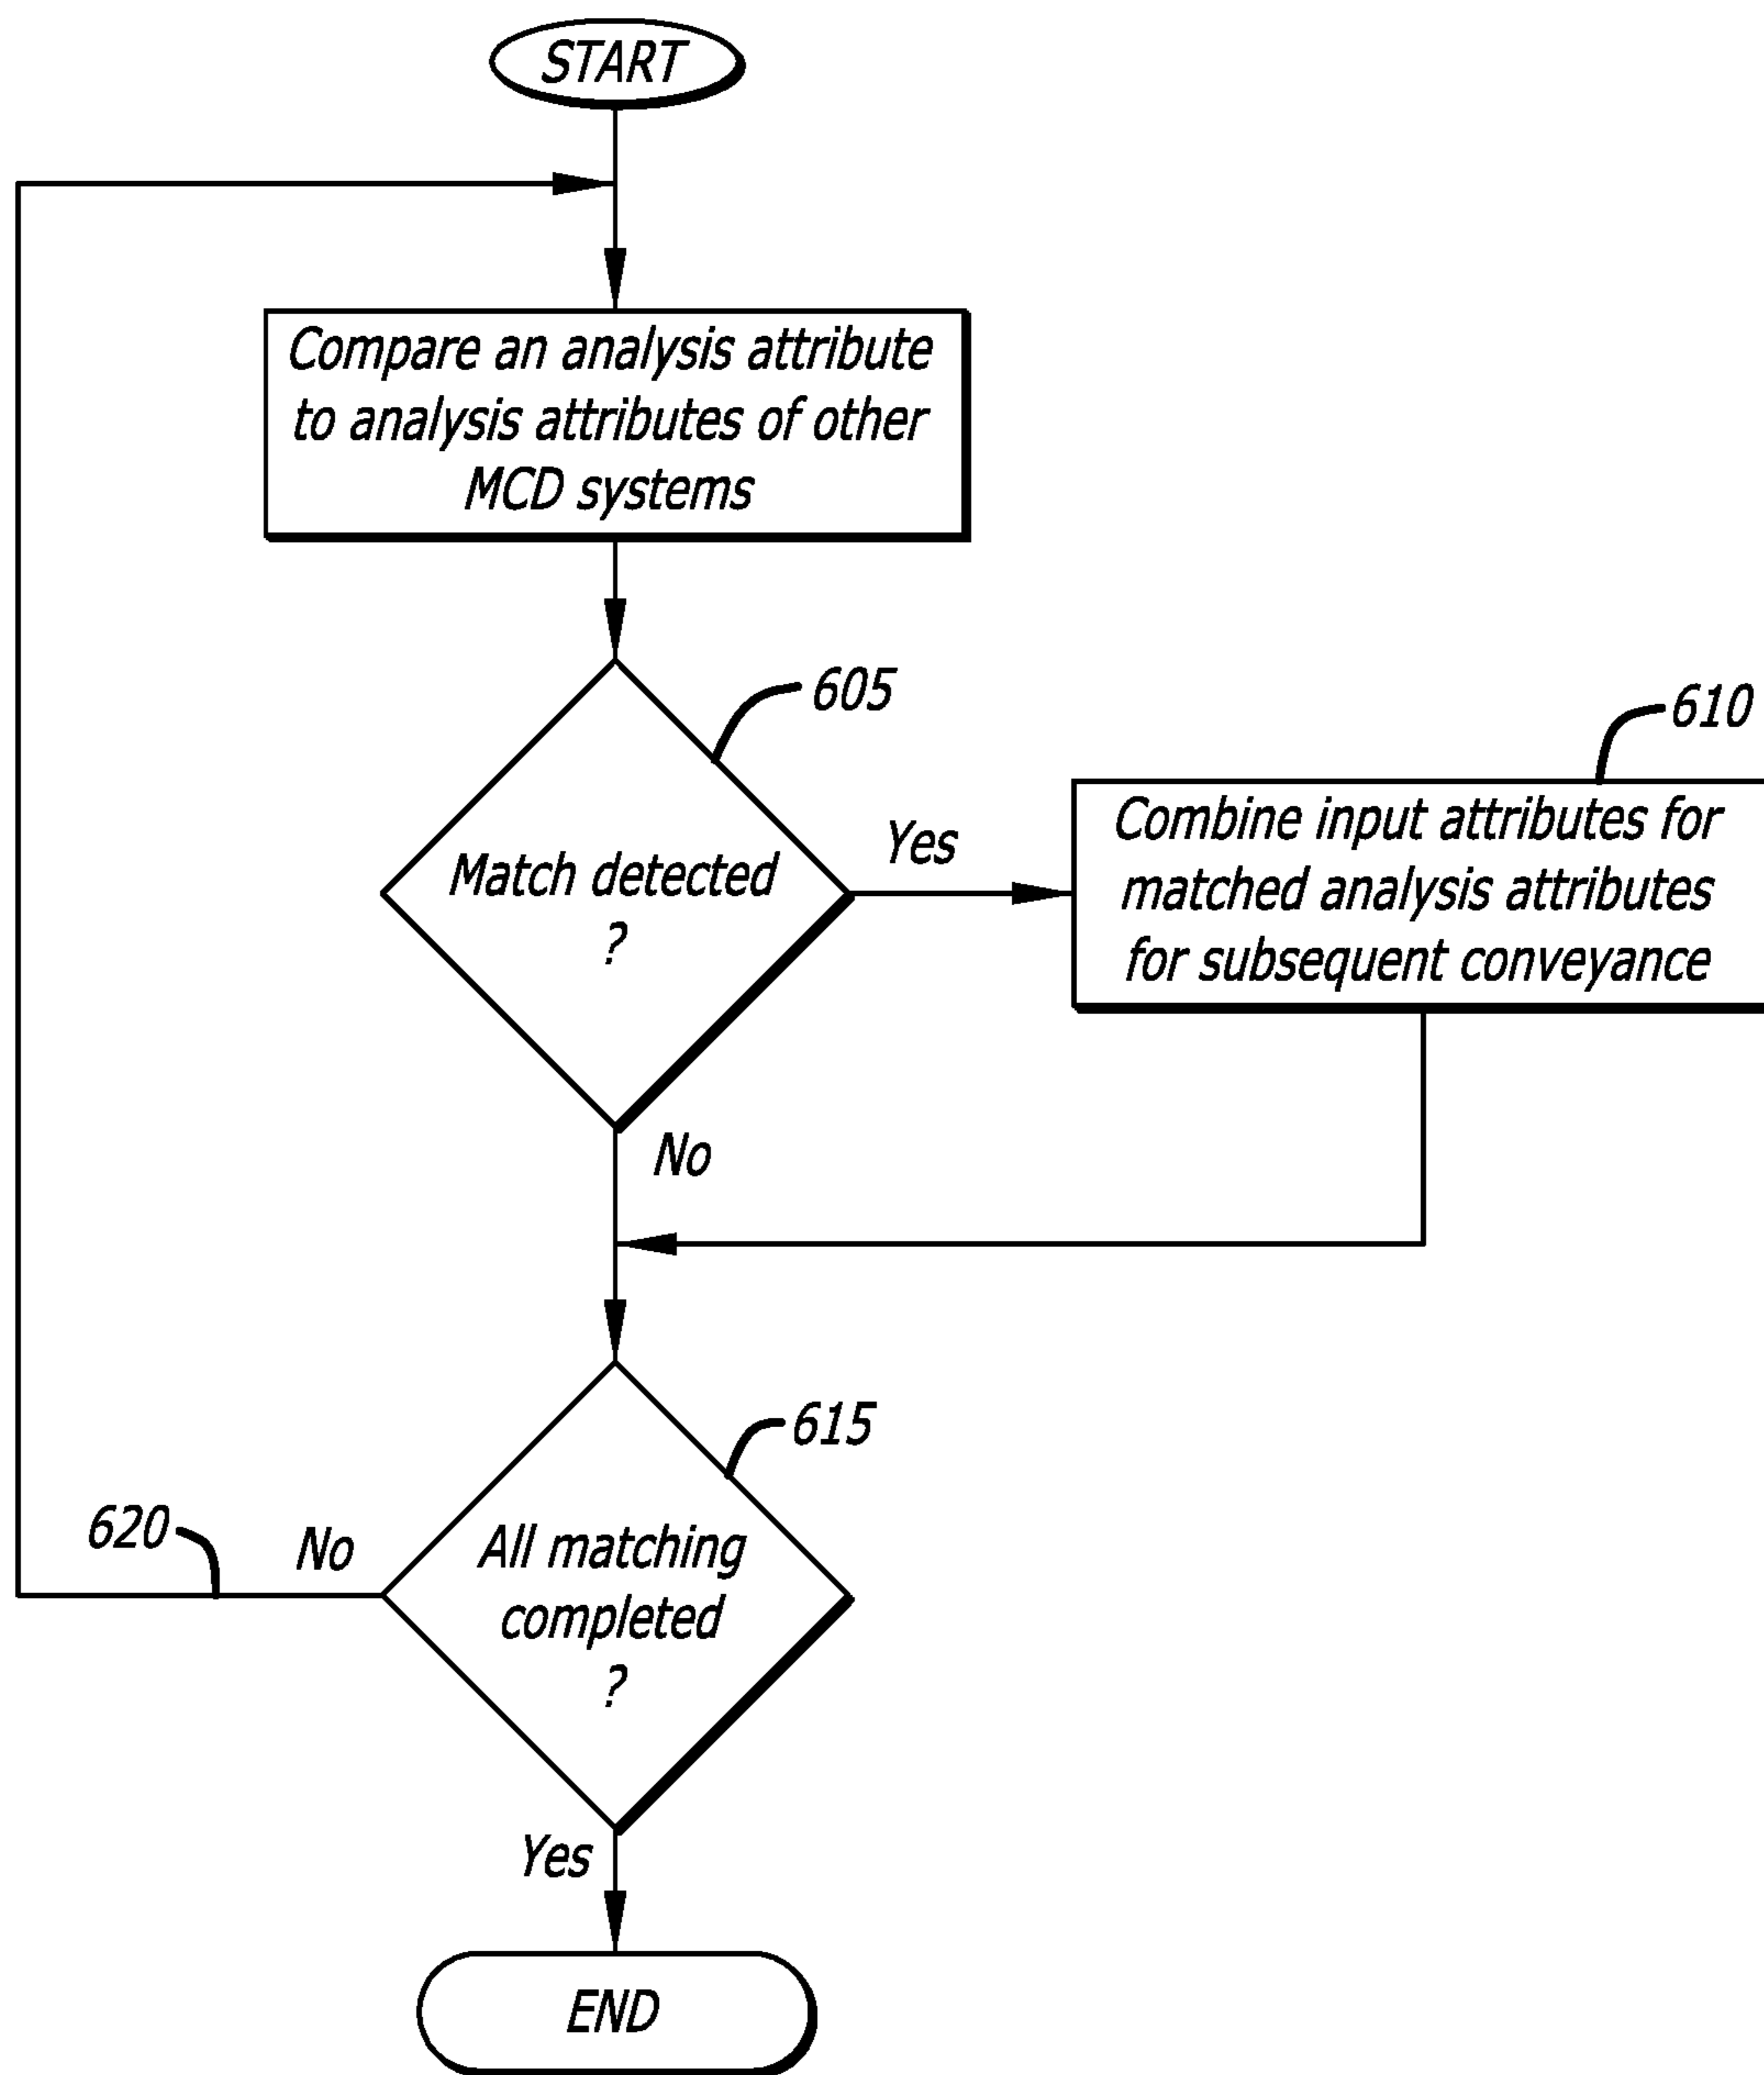 START
Compare an analysis attribute
to analysis attributes of other
MCD systems
605
Match detected
?
Yes
610
Combine input attributes for
matched analysis attributes
for subsequent conveyance
No
615
620
No
All matching
completed
?
Yes
END